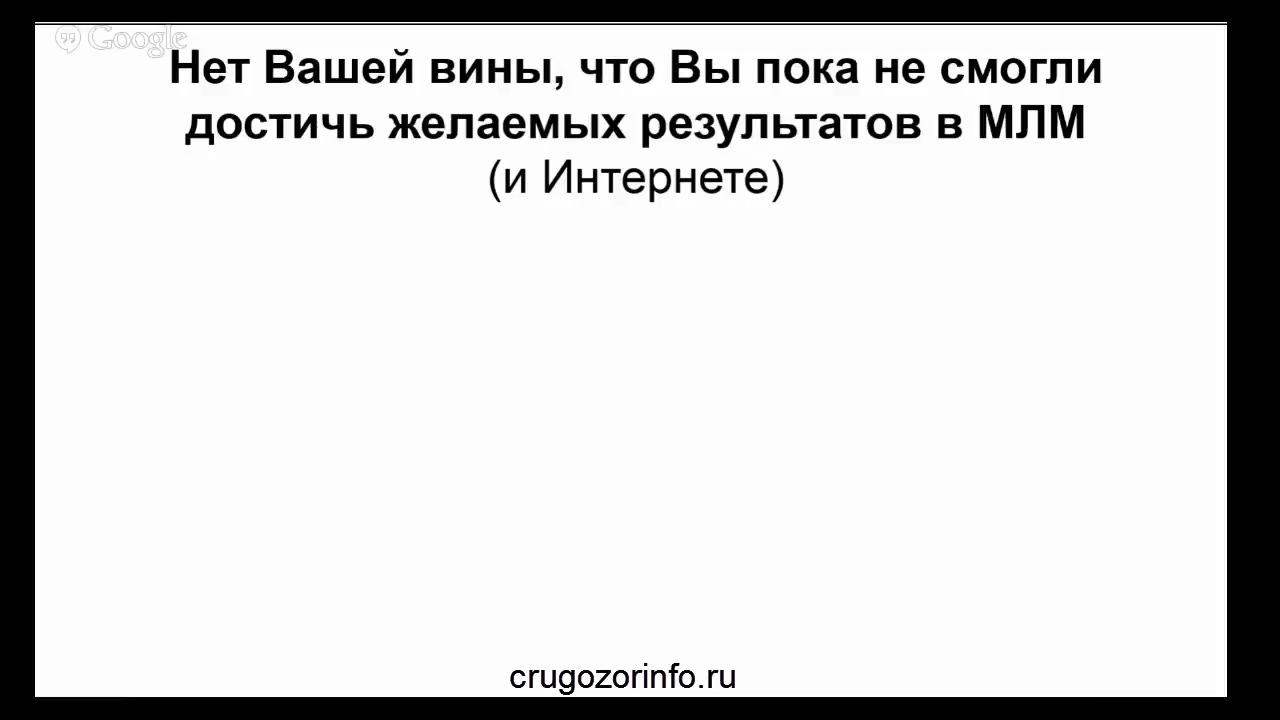 Google
Нет Вашей вины, что Вы пока не смогли
достичь желаемых результатов в МЛМ
(и Интернете)
crugozorinfo.ru